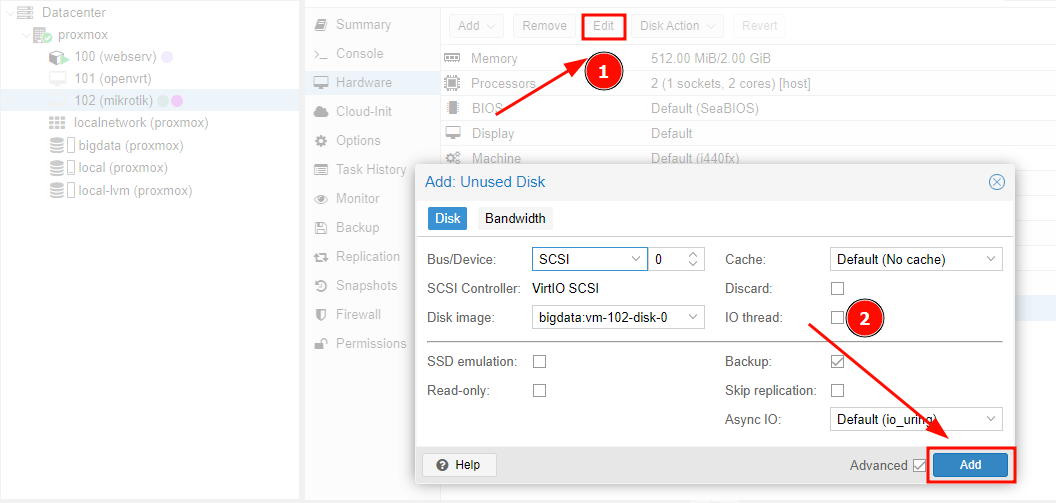 Datacenter
proxmox
100 (webserv)
101 (openvrt)
102 (mikrotik)
localnetwork (proxmox)
bigdata (proxmox)
local (proxmox)
local-lvm (proxmox)
Summary
Console
Hardware
Cloud-Init
Options
Task History
Monitor
Backup
Replication
Snapshots
Firewall
Permissions
Add Remove Edit Disk Action Revert
1
Memory 512.00 MiB/2.00 GiB
Processors 2 (1 sockets, 2 cores) [host]
BIOS Default (SeaBIOS)
Display Default
Machine Default (i440fx)
Add: Unused Disk
Disk Bandwidth
Bus/Device: SCSI 0 Cache: Default (No cache)
SCSI Controller: VirtIO SCSI Discard:
Disk image: bigdata:vm-102-disk-0 IO thread: 2
SSD emulation: Backup:
Read-only: Skip replication:
Async IO: Default (io_uring)
Help Advanced Add